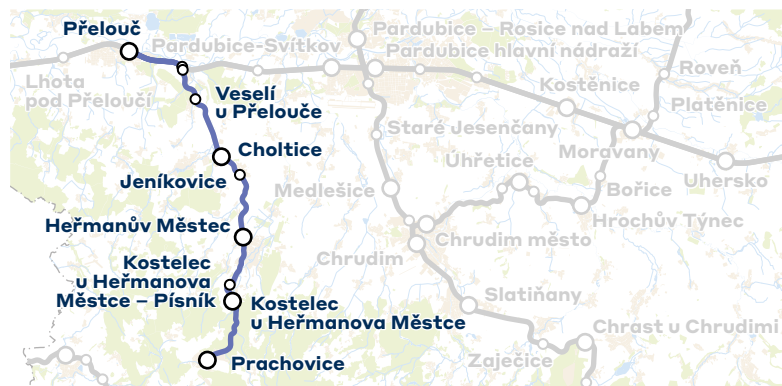 Přelouč
Pardubice-Svítkov
Pardubice – Rosice nad Labem
Pardubice hlavní nádraží
Lhota
pod Přeloučí
Veselí
u Přelouče
Kostěnice
Roveň
Platěnice
Choltice
Staré Jesenčany
Moravany
Jeníkovice
Medlešice
Úhřetice
Uhersko
Bořice
Heřmanův Městec
Hrochův Týnec
Chrudim město
Chrudim
Kostelec
u Heřmanova
Městce – Písník
Kostelec
u Heřmanova Městce
Slatiňany
Chrast u Chrudimi
Prachovice
Zaječice